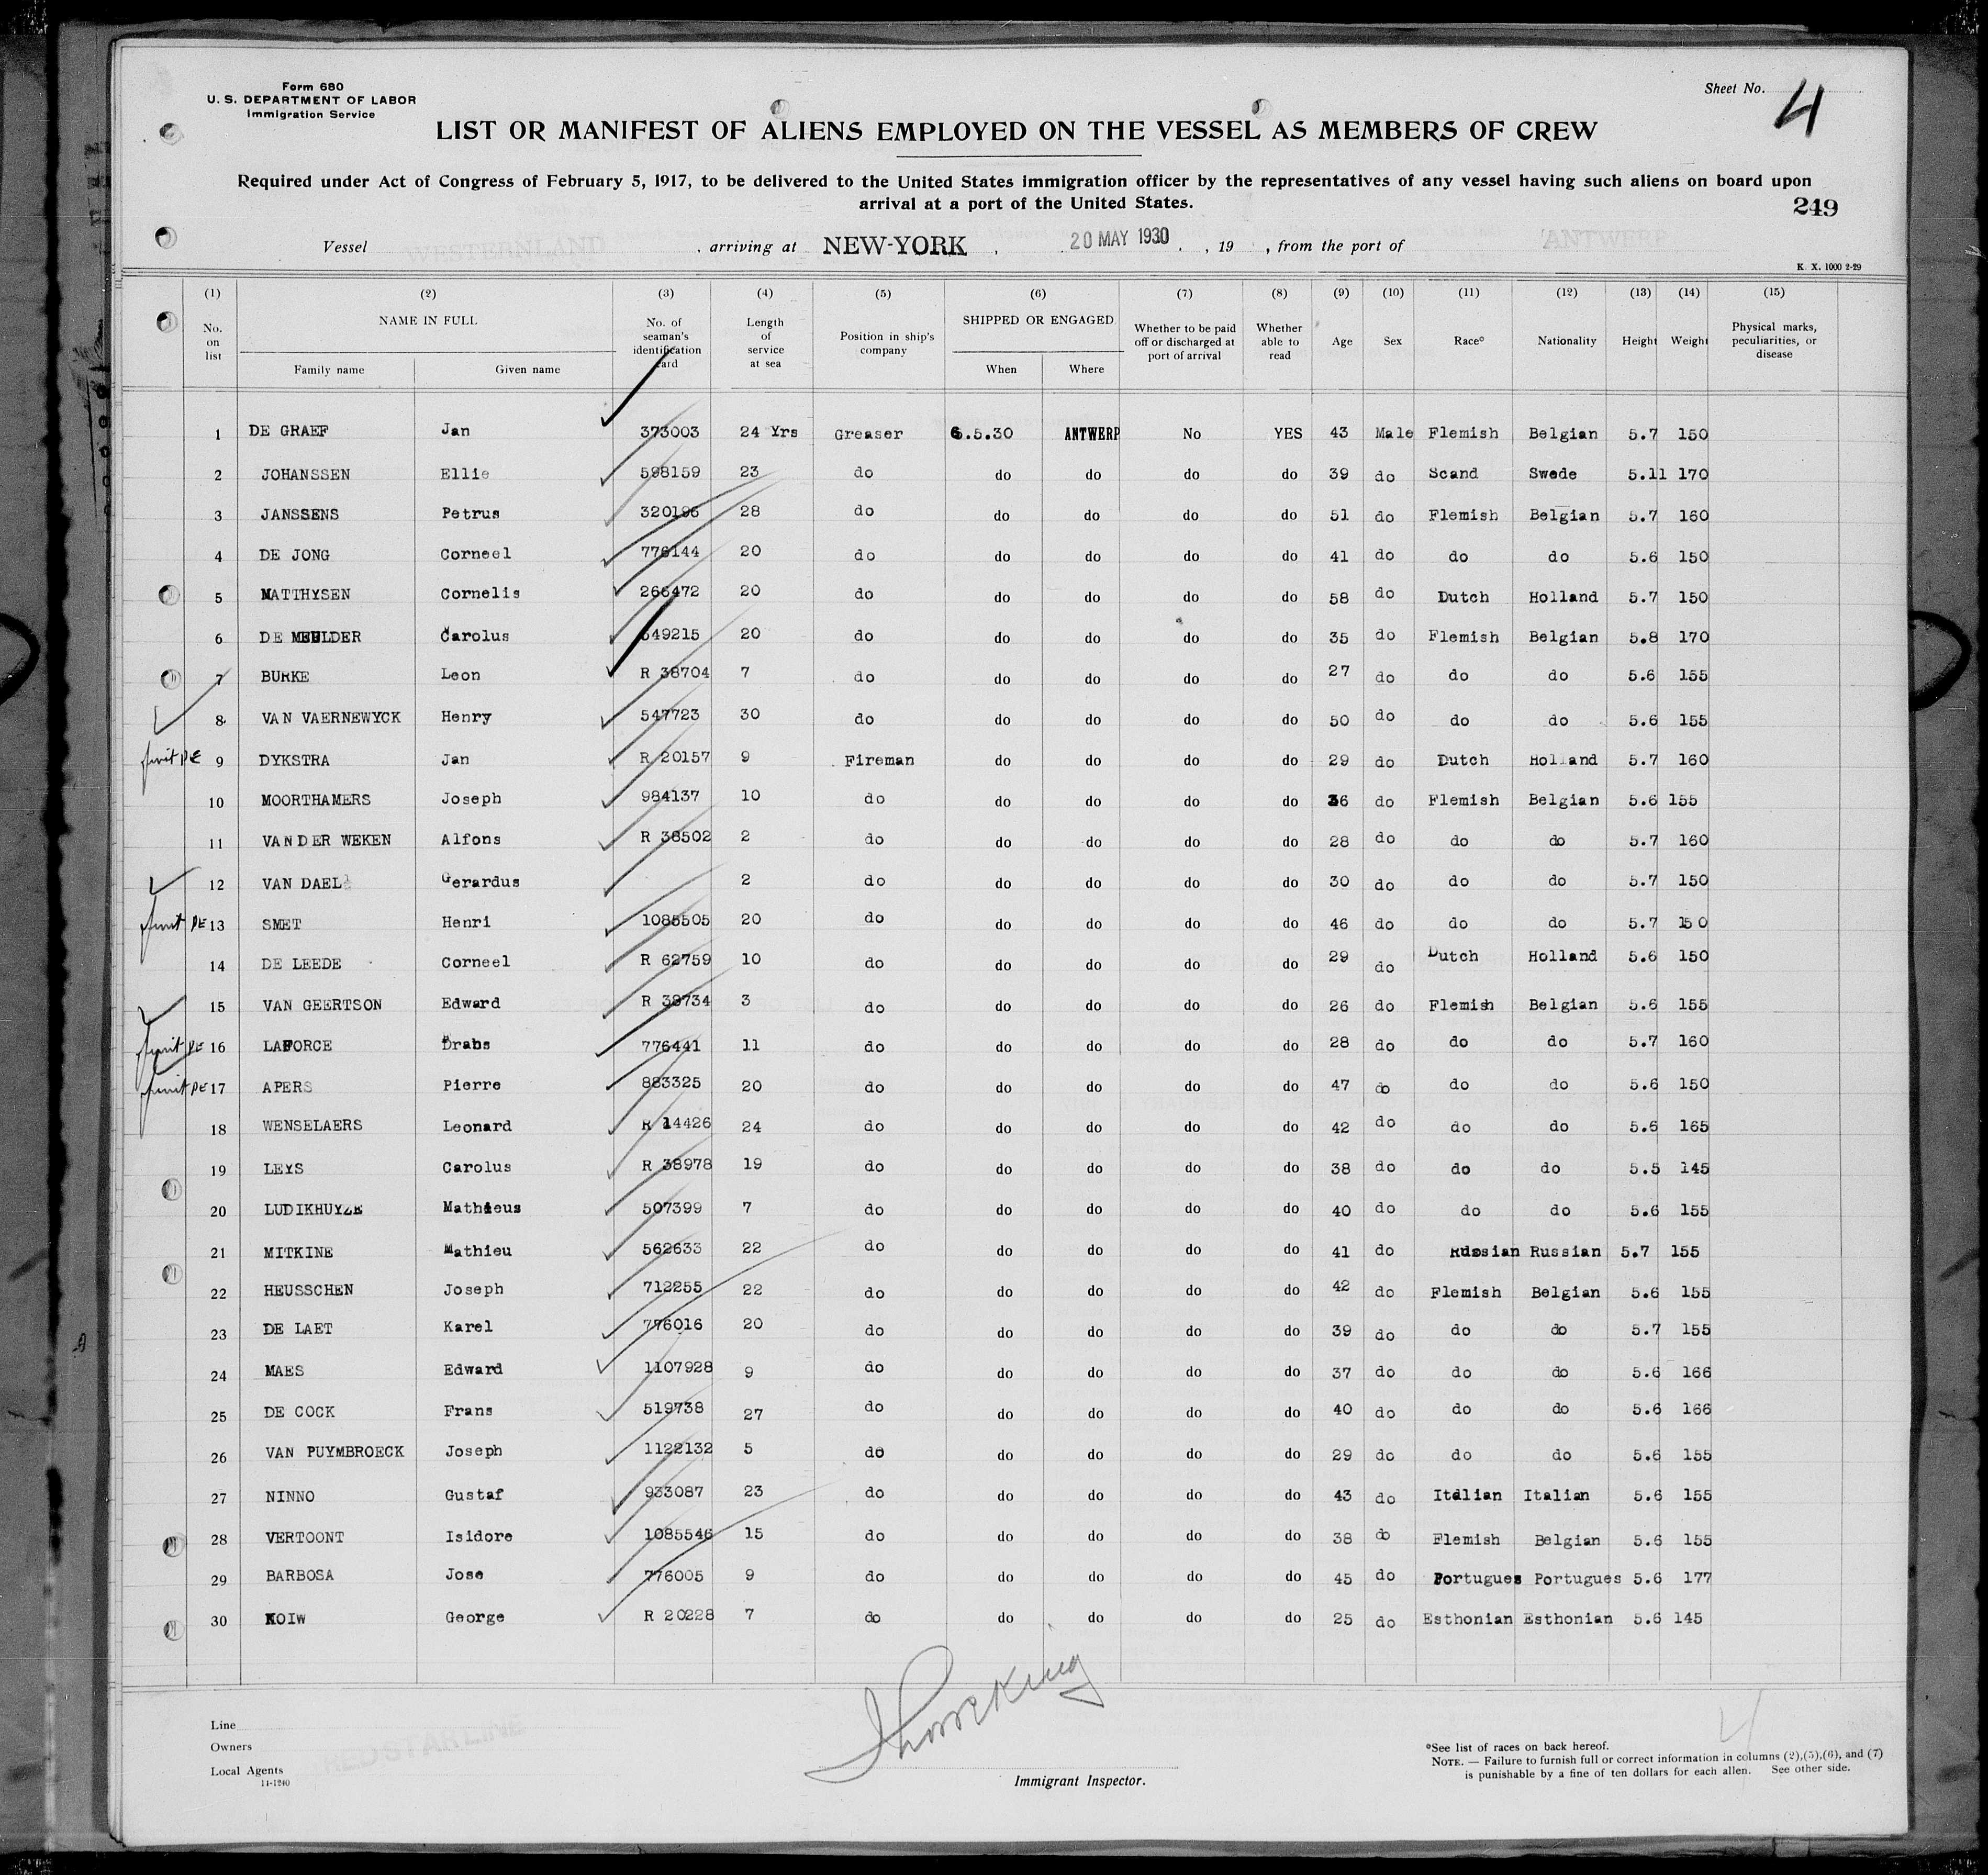 Form 680
U. S. DEPARTMENT OF LABOR
Immigration Service
Sheet No. 4
LIST OR MANIFEST OF ALIENS EMPLOYED ON THE VESSEL AS MEMBERS OF CREW
Required under Act of Congress of February 5, 1917, to be delivered to the United States immigration officer by the representatives of any vessel having such aliens on board upon
arrival at a port of the United States.
249
Vessel WESTERNLAND , arriving at NEW-YORK , 20 MAY 1930 , 19 , from the port of ANTWERP
K. X. 1000 2-29
(1) (2) (3) (4) (5) (6) (7) (8) (9) (10) (11) (12) (13) (14) (15)
No. on list NAME IN FULL Family name Given name No. of seaman's identification card Length of service at sea Position in ship's company SHIPPED OR ENGAGED When Where Whether to be paid off or discharged at port of arrival Whether able to read Age Sex Race* Nationality Height Weight Physical marks, peculiarities, or disease
1 DE GRAEF Jan 373003 24 Yrs Greaser 6.5.30 ANTWERP No YES 43 Male Flemish Belgian 5.7 150
2 JOHANSSEN Ellie 598159 23 do do do do do 39 do Scand Swede 5.11 170
3 JANSSENS Petrus 320196 28 do do do do do 51 do Flemish Belgian 5.7 160
4 DE JONG Corneel 776144 20 do do do do do 41 do do do 5.6 150
5 MATTHYSEN Cornelis 266472 20 do do do do do 58 do Dutch Holland 5.7 150
6 DE MEULDER Carolus 549215 20 do do do do do 35 do Flemish Belgian 5.8 170
7 BURKE Leon R 38704 7 do do do do do 27 do do do 5.6 155
8 VAN VAERNEWYCK Henry 547723 30 do do do do do 50 do do do 5.6 155
9 DYKSTRA Jan R 20157 9 Fireman do do do do 29 do Dutch Holland 5.7 160
10 MOORTHAMERS Joseph 984137 10 do do do do do 36 do Flemish Belgian 5.6 155
11 VAN DER WEKEN Alfons R 38502 2 do do do do do 28 do do do 5.7 160
12 VAN DAEL Gerardus 2 do do do do do 30 do do do 5.7 150
13 SMET Henri 1085505 20 do do do do do 46 do do do 5.7 150
14 DE LEEDE Corneel R 62759 10 do do do do do 29 do Dutch Holland 5.6 150
15 VAN GEERTSON Edward R 39734 3 do do do do do 26 do Flemish Belgian 5.6 155
16 LAFORCE Drabs 776441 11 do do do do do 28 do do do 5.7 160
17 APERS Pierre 883325 20 do do do do do 47 do do do 5.6 150
18 WENSELAERS Leonard R 14426 24 do do do do do 42 do do do 5.6 165
19 LEYS Carolus R 38978 19 do do do do do 38 do do do 5.5 145
20 LUDIKHUYZE Mathieus 507399 7 do do do do do 40 do do do 5.6 155
21 MITKINE Mathieu 562633 22 do do do do do 41 do Russian Russian 5.7 155
22 HEUSSCHEN Joseph 712255 22 do do do do do 42 do Flemish Belgian 5.6 155
23 DE LAET Karel 776016 20 do do do do do 39 do do do 5.7 155
24 MAES Edward 1107928 9 do do do do do 37 do do do 5.6 166
25 DE COCK Frans 519738 27 do do do do do 40 do do do 5.6 166
26 VAN PUYMBROECK Joseph 1122132 5 do do do do do 29 do do do 5.6 155
27 NINNO Gustaf 933087 23 do do do do do 43 do Italian Italian 5.6 155
28 VERTOONT Isidore 1085546 15 do do do do do 38 do Flemish Belgian 5.6 155
29 BARBOSA Jose 776005 9 do do do do do 45 do Portugues Portugues 5.6 177
30 KOIW George R 20228 7 do do do do do 25 do Esthonian Esthonian 5.6 145
Line
Owners RED STAR LINE
Local Agents
11-1240
Immigrant Inspector.
*See list of races on back hereof.
NOTE. — Failure to furnish full or correct information in columns (2),(5),(6), and (7)
is punishable by a fine of ten dollars for each alien. See other side.